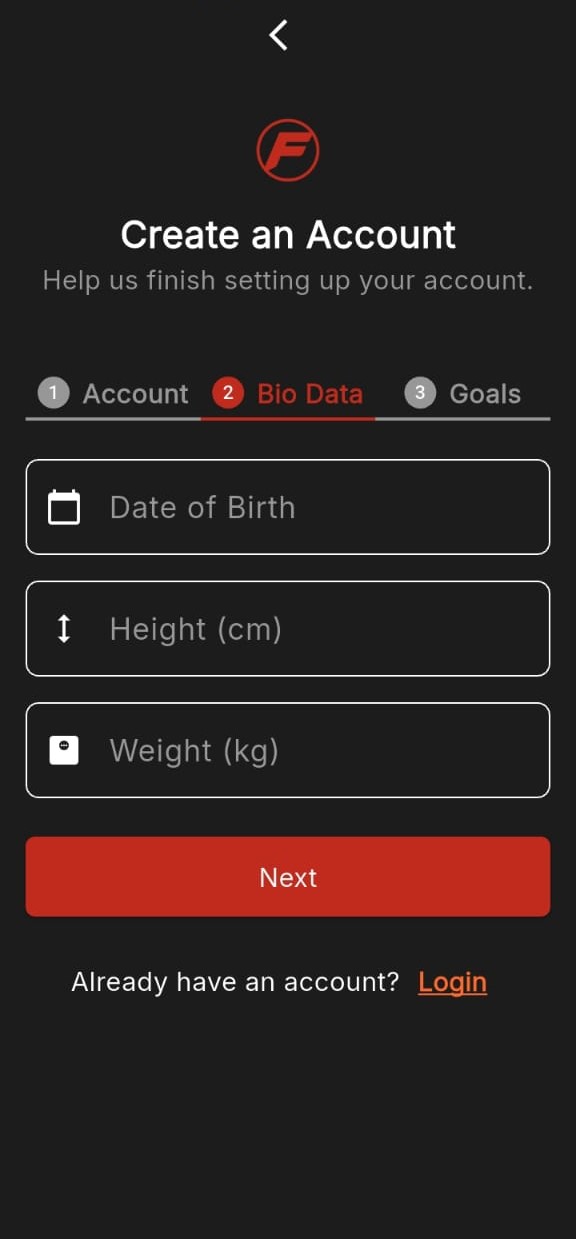 F
Create an Account
Help us finish setting up your account.
1 Account 2 Bio Data 3 Goals
Date of Birth
Height (cm)
Weight (kg)
Next
Already have an account? Login